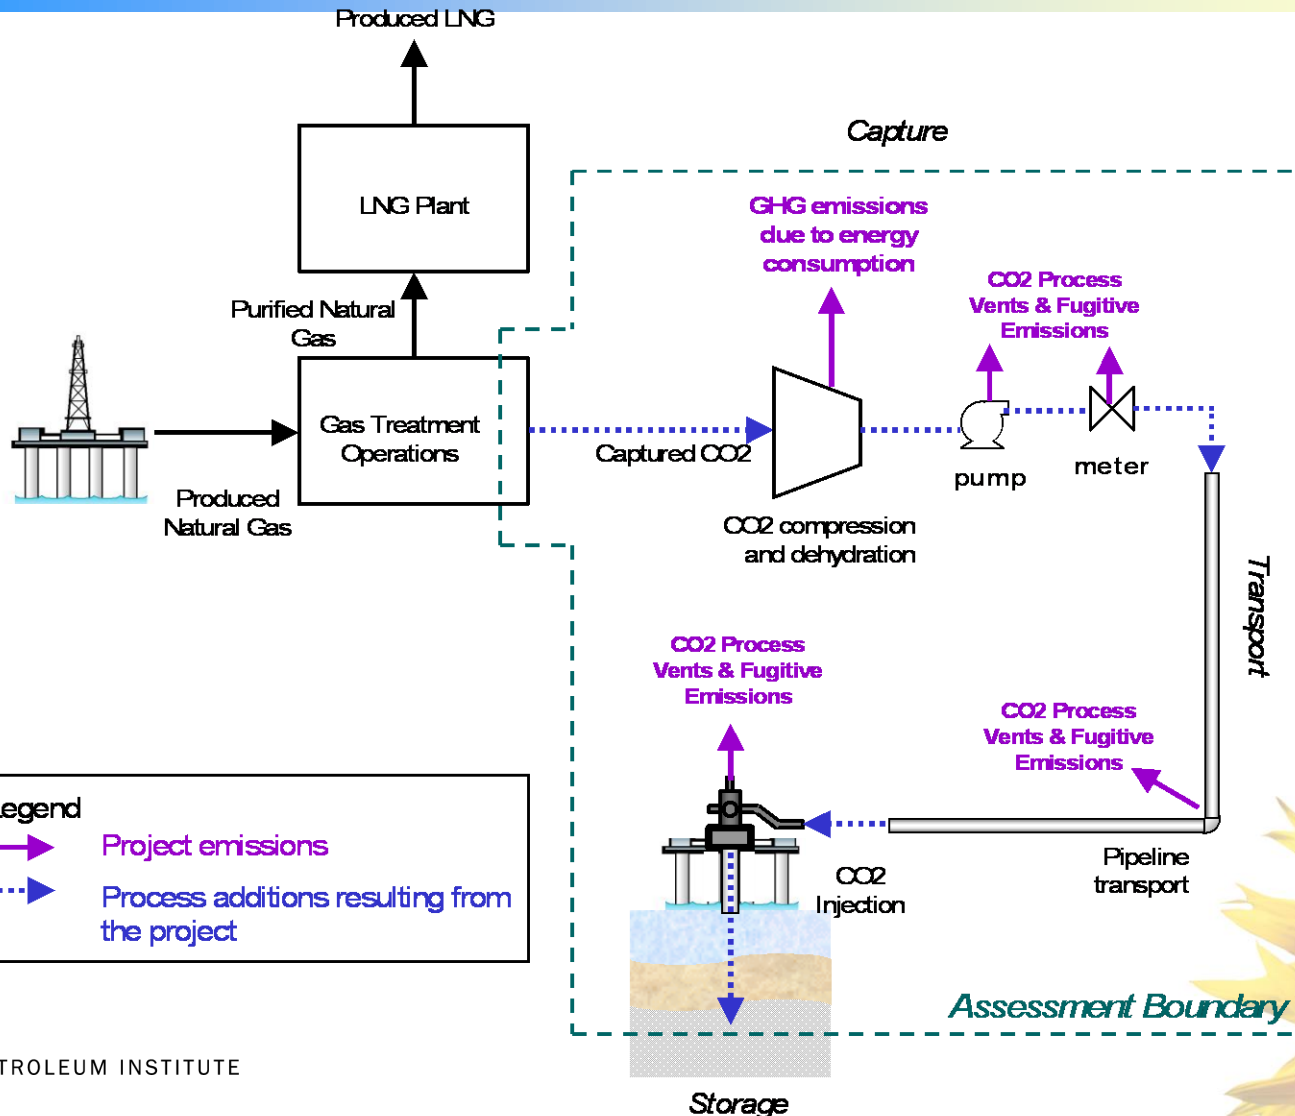 Produced LNG
Capture
LNG Plant
GHG emissions
due to energy
consumption
CO2 Process
Vents & Fugitive
Emissions
Purified Natural
Gas
Gas Treatment
Operations
Captured CO2
pump
meter
Produced
Natural Gas
CO2 compression
and dehydration
Transport
CO2 Process
Vents & Fugitive
Emissions
CO2 Process
Vents & Fugitive
Emissions
Legend
Project emissions
Process additions resulting from
the project
CO2
Injection
Pipeline
transport
Assessment Boundary
TROLEUM INSTITUTE
Storage